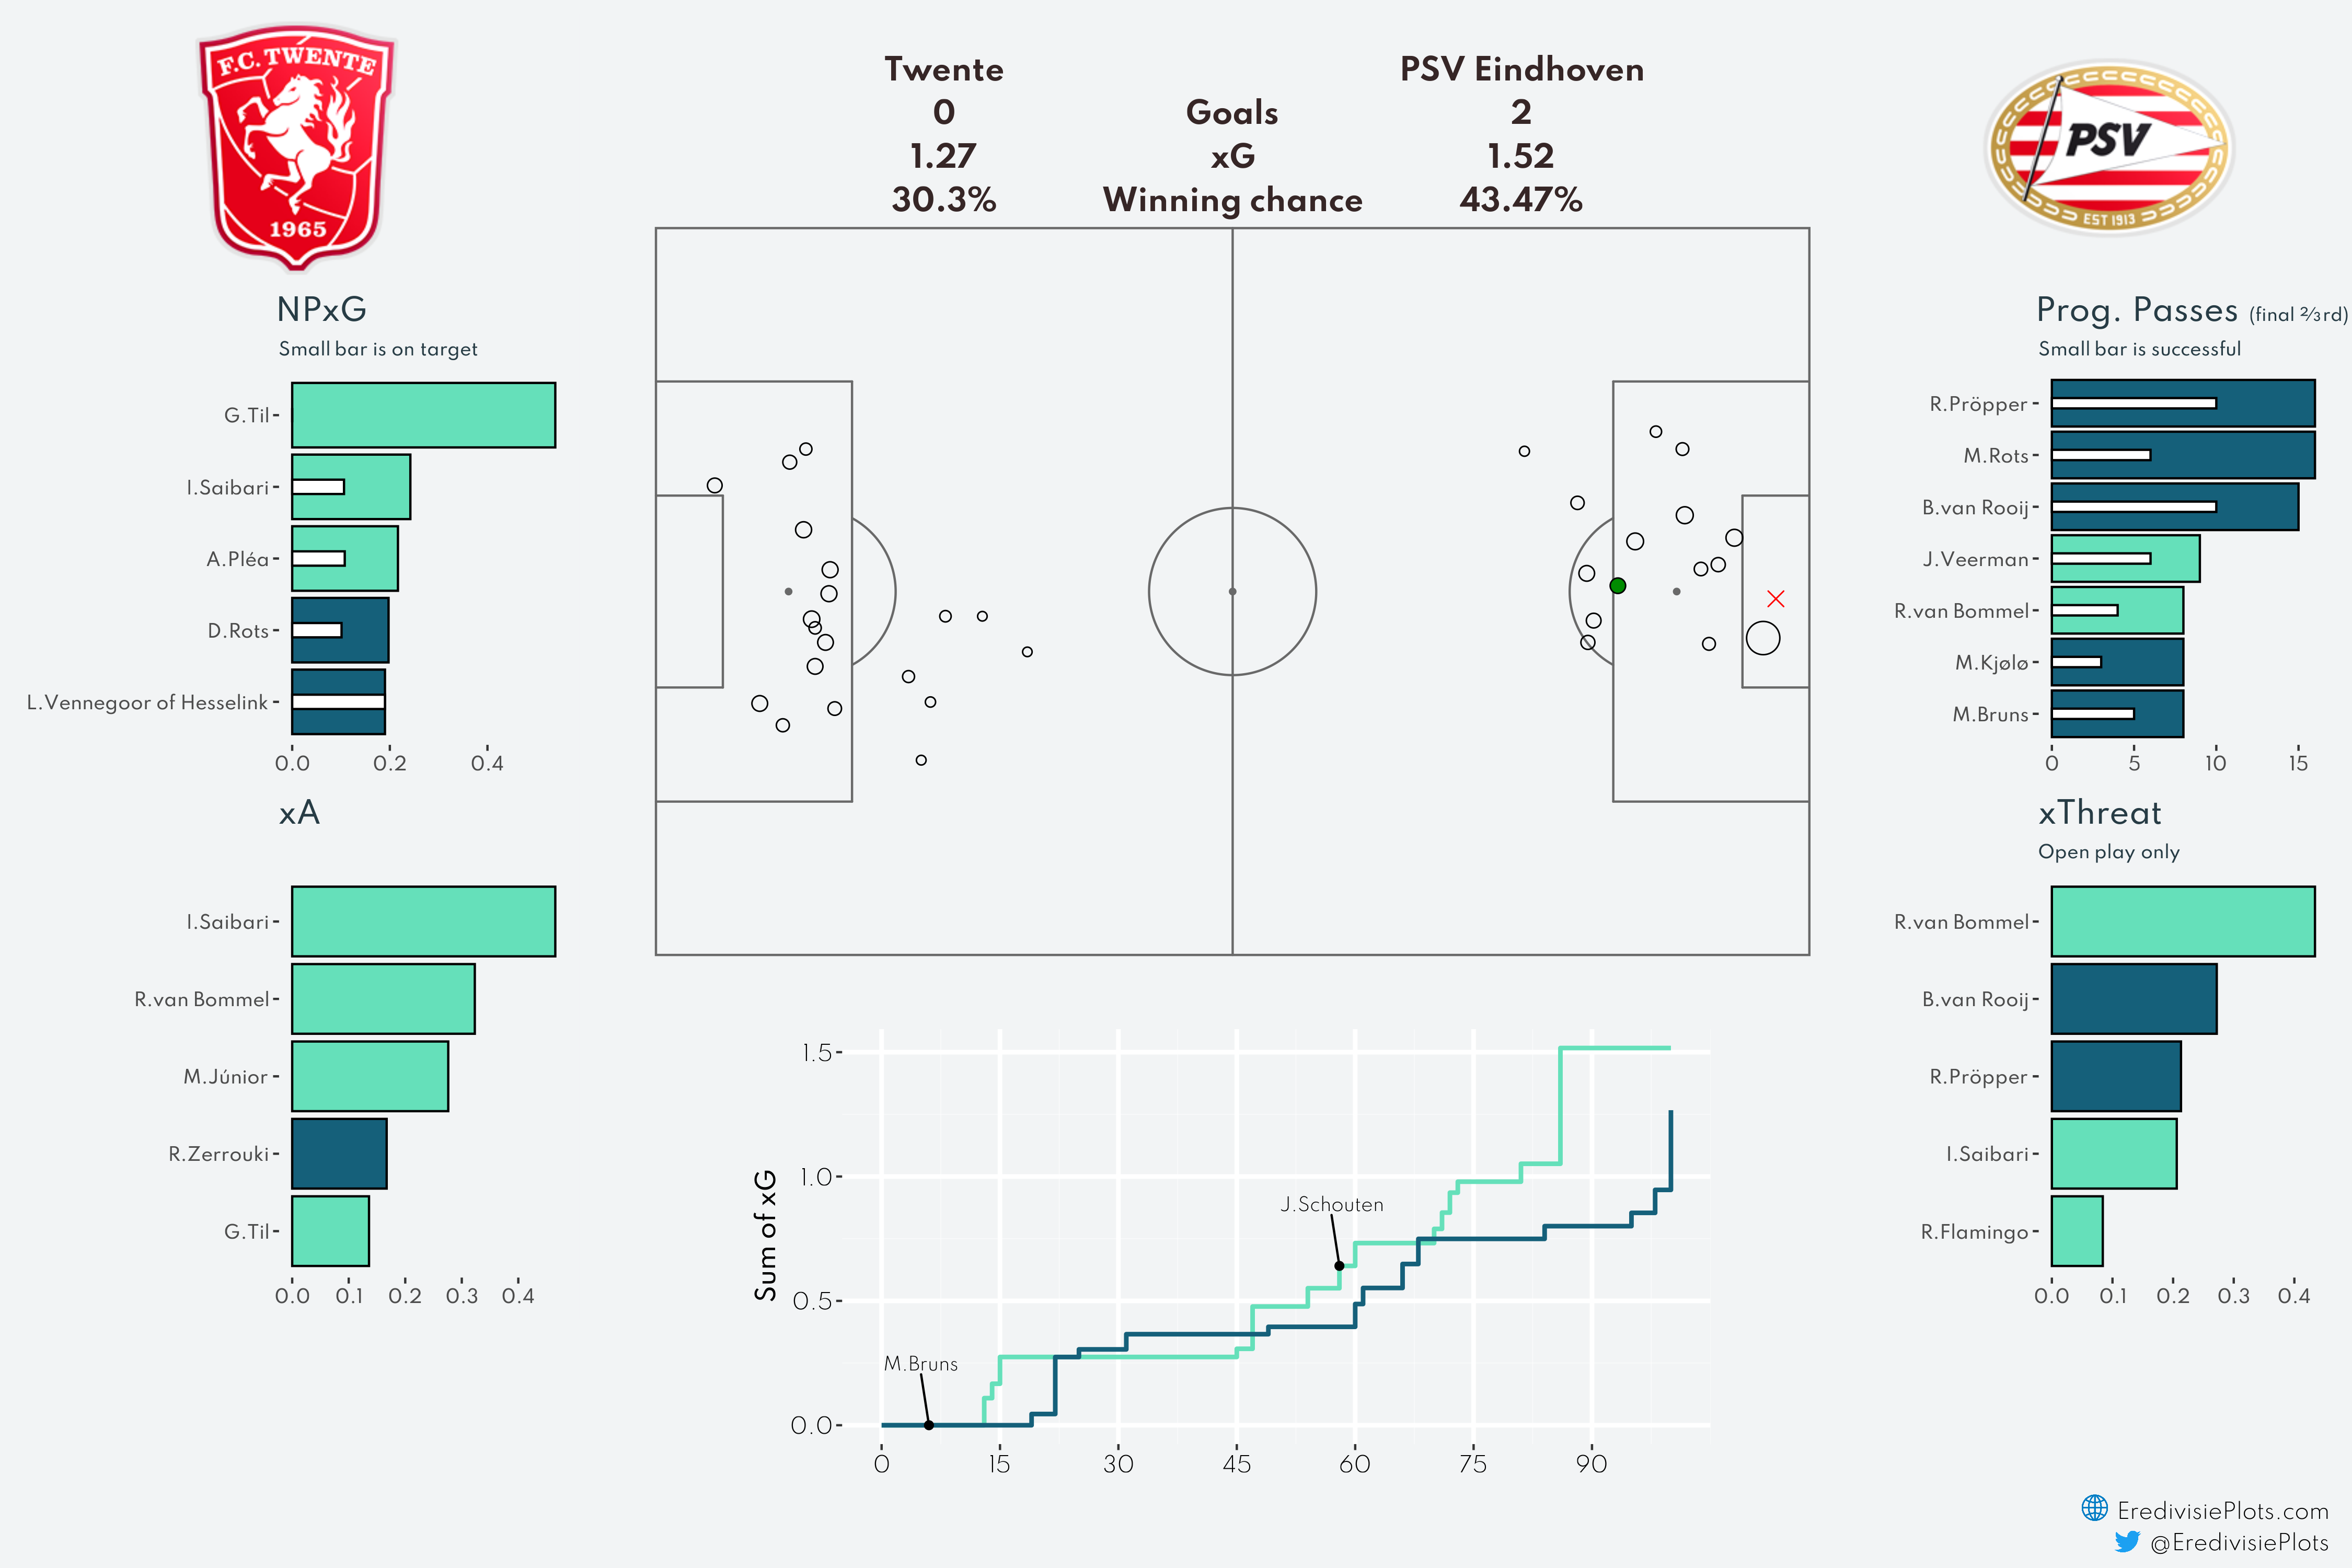 F.C. TWENTE
1965
Twente PSV Eindhoven
0 Goals 2
1.27 xG 1.52
30.3% Winning chance 43.47%
PSV
EST 1913
NPxG
Small bar is on target
G.Til
I.Saibari
A.Pléa
D.Rots
L.Vennegoor of Hesselink
0.0 0.2 0.4
xA
I.Saibari
R.van Bommel
M.Júnior
R.Zerrouki
G.Til
0.0 0.1 0.2 0.3 0.4
Sum of xG
1.5
1.0
0.5
0.0
J.Schouten
M.Bruns
0 15 30 45 60 75 90
Prog. Passes (final ⅔rd)
Small bar is successful
R.Pröpper
M.Rots
B.van Rooij
J.Veerman
R.van Bommel
M.Kjølø
M.Bruns
0 5 10 15
xThreat
Open play only
R.van Bommel
B.van Rooij
R.Pröpper
I.Saibari
R.Flamingo
0.0 0.1 0.2 0.3 0.4
EredivisiePlots.com
@EredivisiePlots